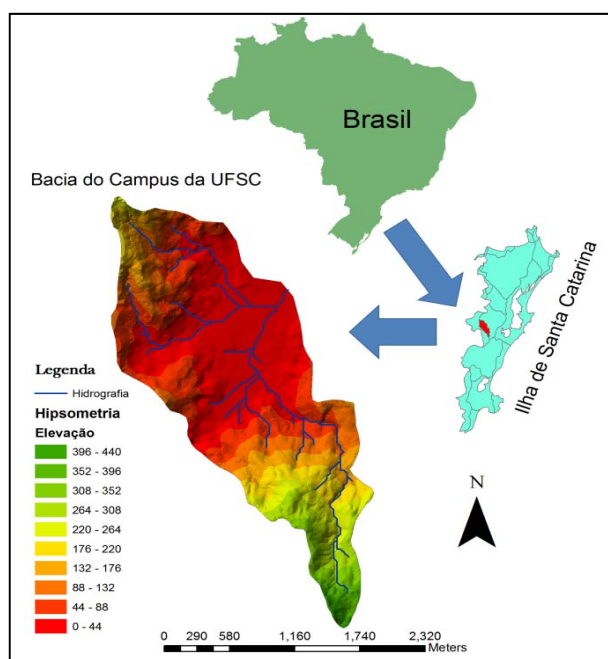 Brasil
Bacia do Campus da UFSC
Ilha de Santa Catarina
Legenda
Hidrografia
Hipsometria
Elevação
396 - 440
352 - 396
308 - 352
264 - 308
220 - 264
176 - 220
132 - 176
88 - 132
44 - 88
0 - 44
N
0 290 580 1,160 1,740 2,320
Meters